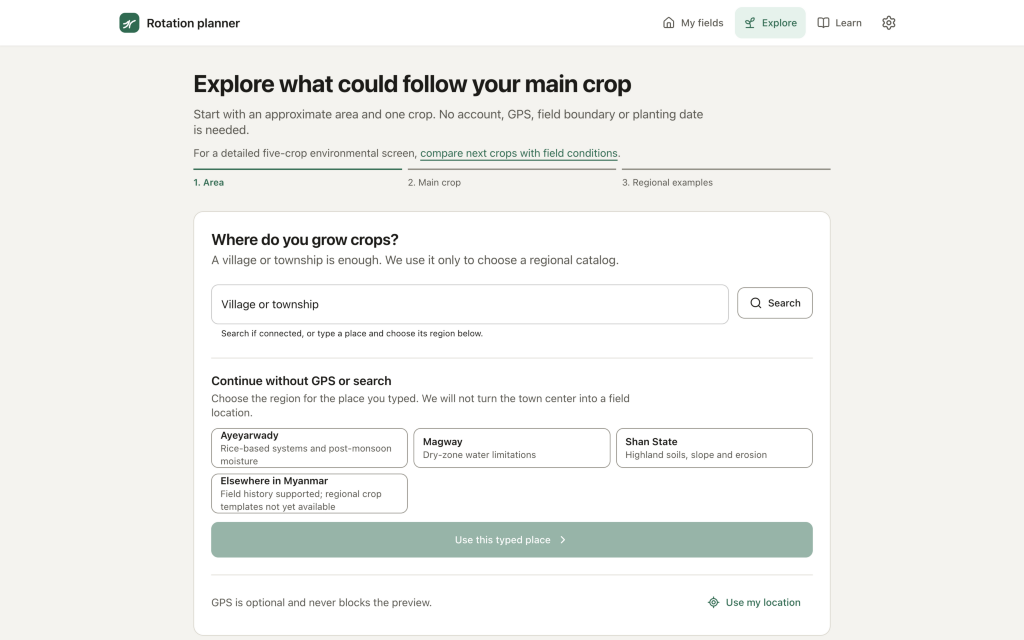 Rotation planner
My fields
Explore
Learn
Explore what could follow your main crop
Start with an approximate area and one crop. No account, GPS, field boundary or planting date
is needed.
For a detailed five-crop environmental screen, compare next crops with field conditions.
1. Area
2. Main crop
3. Regional examples
Where do you grow crops?
A village or township is enough. We use it only to choose a regional catalog.
Village or township
Search
Search if connected, or type a place and choose its region below.
Continue without GPS or search
Choose the region for the place you typed. We will not turn the town center into a field
location.
Ayeyarwady
Rice-based systems and post-monsoon
moisture
Magway
Dry-zone water limitations
Shan State
Highland soils, slope and erosion
Elsewhere in Myanmar
Field history supported; regional crop
templates not yet available
Use this typed place
GPS is optional and never blocks the preview.
Use my location